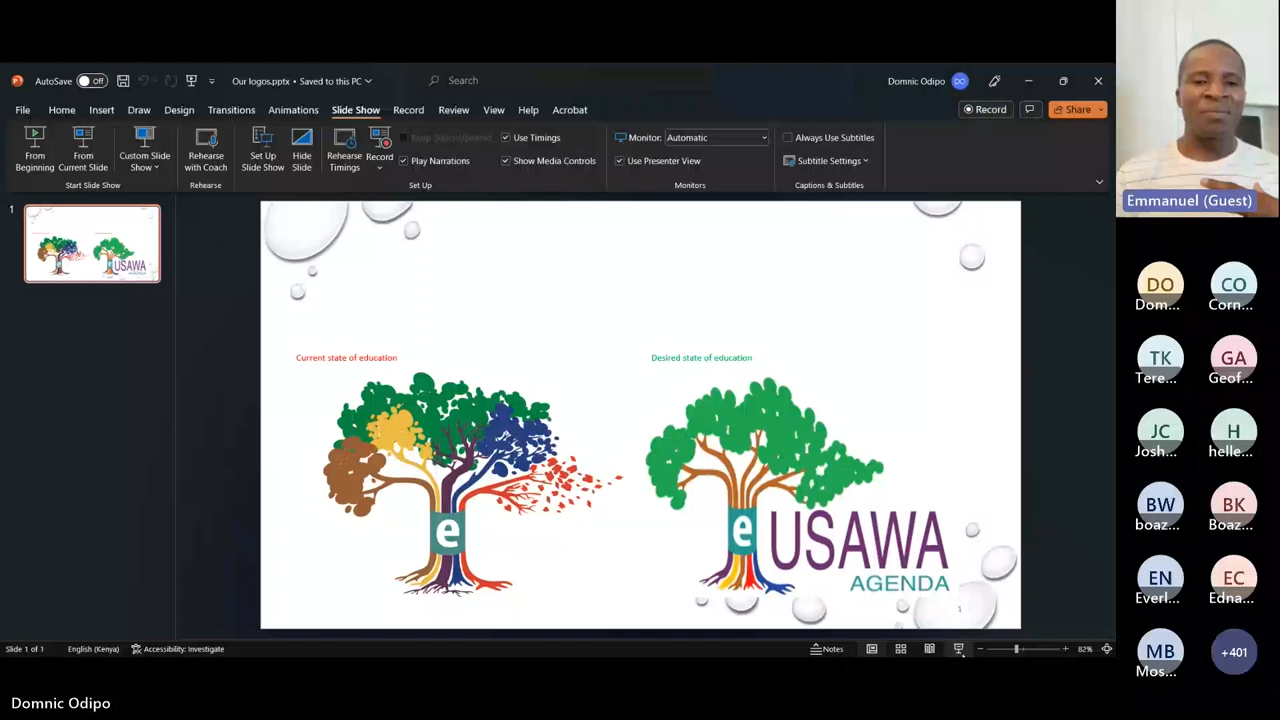 AutoSave Off
Our logos.pptx • Saved to this PC
Search
Domnic Odipo DO
File Home Insert Draw Design Transitions Animations Slide Show Record Review View Help Acrobat
Record
Share
From Beginning
From Current Slide
Custom Slide Show
Start Slide Show
Rehearse with Coach
Rehearse
Set Up Slide Show
Hide Slide
Rehearse Timings
Record
Keep Slides Updated
Play Narrations
Use Timings
Show Media Controls
Set Up
Monitor: Automatic
Use Presenter View
Monitors
Always Use Subtitles
Subtitle Settings
Captions & Subtitles
1
e
USAWA
AGENDA
Current state of education
Desired state of education
e
e
USAWA
AGENDA
1
Slide 1 of 1
English (Kenya)
Accessibility: Investigate
Notes
82%
Domnic Odipo
Emmanuel (Guest)
DO
Dom...
CO
Corn...
TK
Tere...
GA
Geof...
JC
Josh...
H
helle...
BW
boaz...
BK
Boaz...
EN
Everl...
EC
Edna...
MB
Mos...
+401